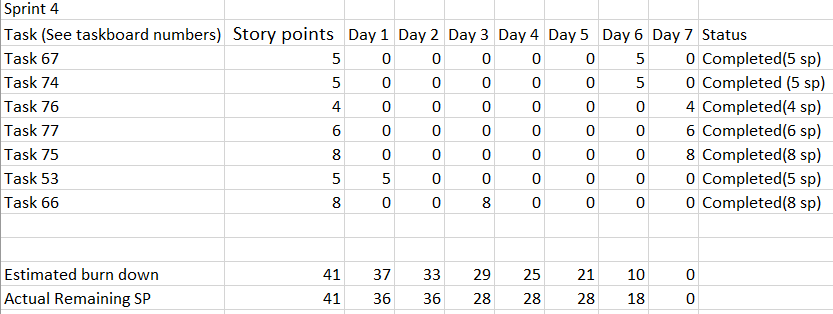 Sprint 4
Task (See taskboard numbers) Story points Day 1 Day 2 Day 3 Day 4 Day 5 Day 6 Day 7 Status
Task 67 5 0 0 0 0 0 5 0 Completed(5 sp)
Task 74 5 0 0 0 0 0 5 0 Completed (5 sp)
Task 76 4 0 0 0 0 0 0 4 Completed(4 sp)
Task 77 6 0 0 0 0 0 0 6 Completed(6 sp)
Task 75 8 0 0 0 0 0 0 8 Completed(8 sp)
Task 53 5 5 0 0 0 0 0 0 Completed(5 sp)
Task 66 8 0 0 8 0 0 0 0 Completed(8 sp)
Estimated burn down 41 37 33 29 25 21 10 0
Actual Remaining SP 41 36 36 28 28 28 18 0